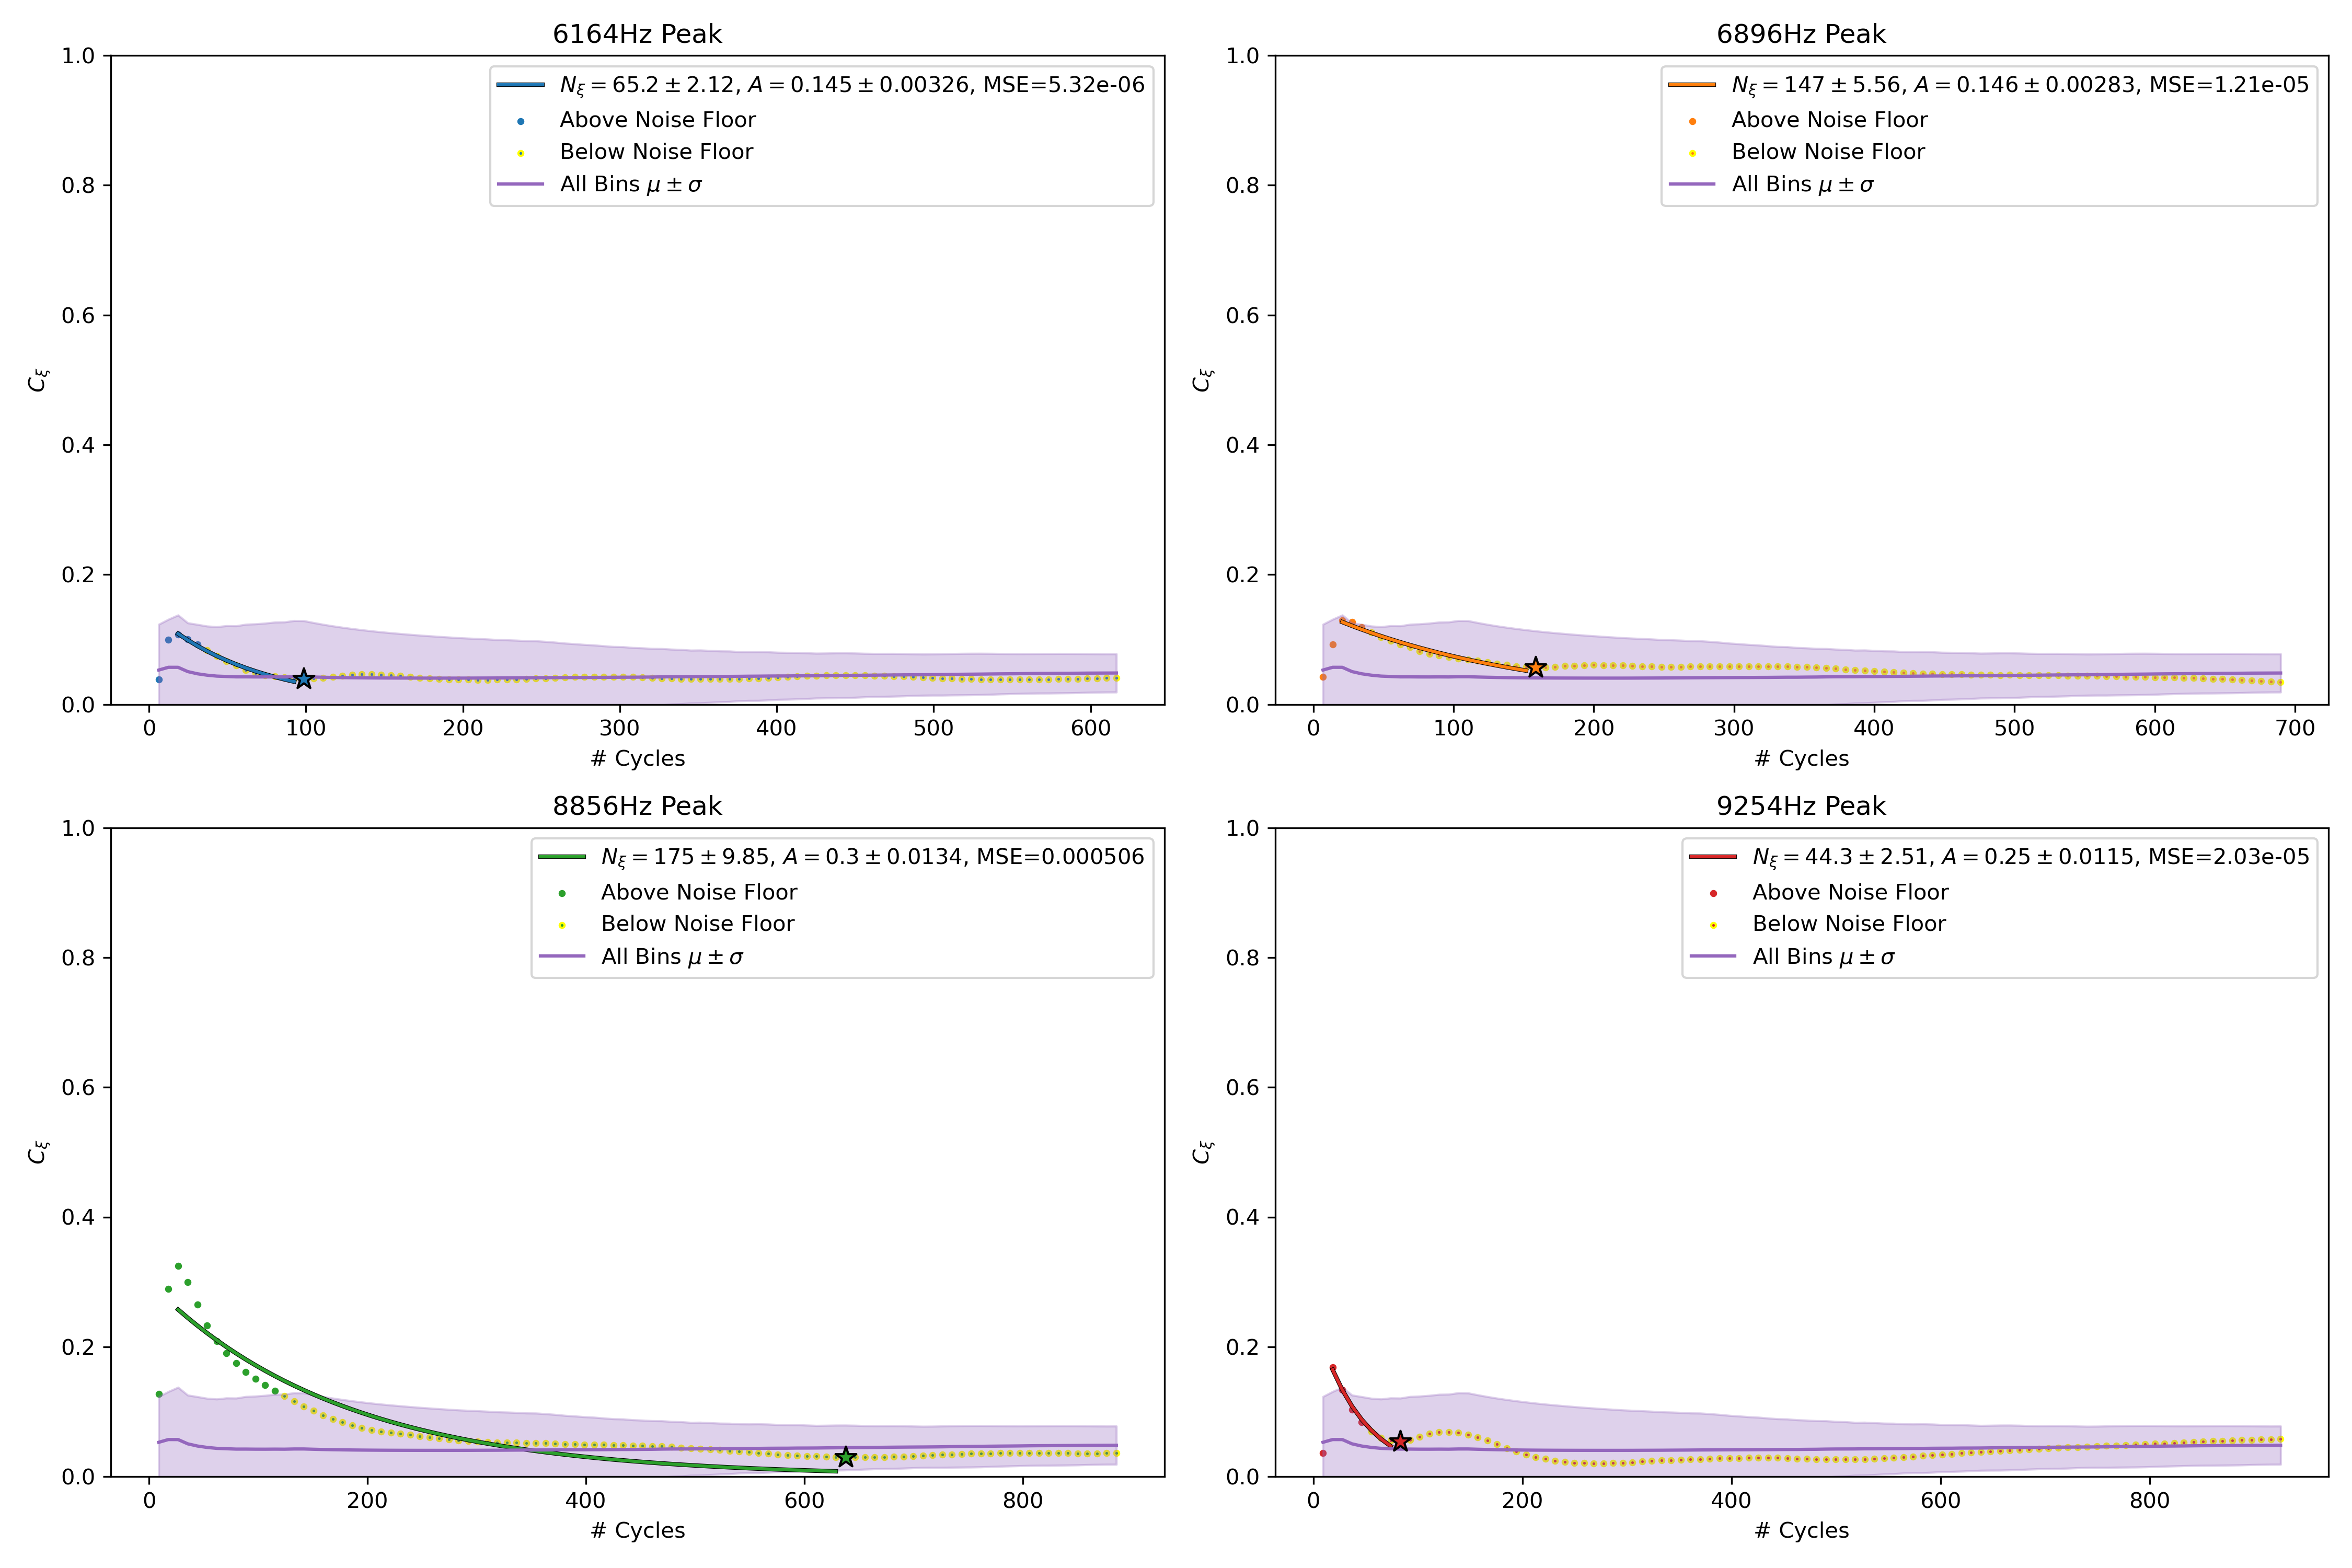 6164Hz Peak
1.0
0.8
0.6
0.4
0.2
0.0
Cξ
Nξ = 65.2 ± 2.12, A = 0.145 ± 0.00326, MSE=5.32e-06
Above Noise Floor
Below Noise Floor
All Bins μ ± σ
0 100 200 300 400 500 600
# Cycles
6896Hz Peak
1.0
0.8
0.6
0.4
0.2
0.0
Cξ
Nξ = 147 ± 5.56, A = 0.146 ± 0.00283, MSE=1.21e-05
Above Noise Floor
Below Noise Floor
All Bins μ ± σ
0 100 200 300 400 500 600 700
# Cycles
8856Hz Peak
1.0
0.8
0.6
0.4
0.2
0.0
Cξ
Nξ = 175 ± 9.85, A = 0.3 ± 0.0134, MSE=0.000506
Above Noise Floor
Below Noise Floor
All Bins μ ± σ
0 200 400 600 800
# Cycles
9254Hz Peak
1.0
0.8
0.6
0.4
0.2
0.0
Cξ
Nξ = 44.3 ± 2.51, A = 0.25 ± 0.0115, MSE=2.03e-05
Above Noise Floor
Below Noise Floor
All Bins μ ± σ
0 200 400 600 800
# Cycles